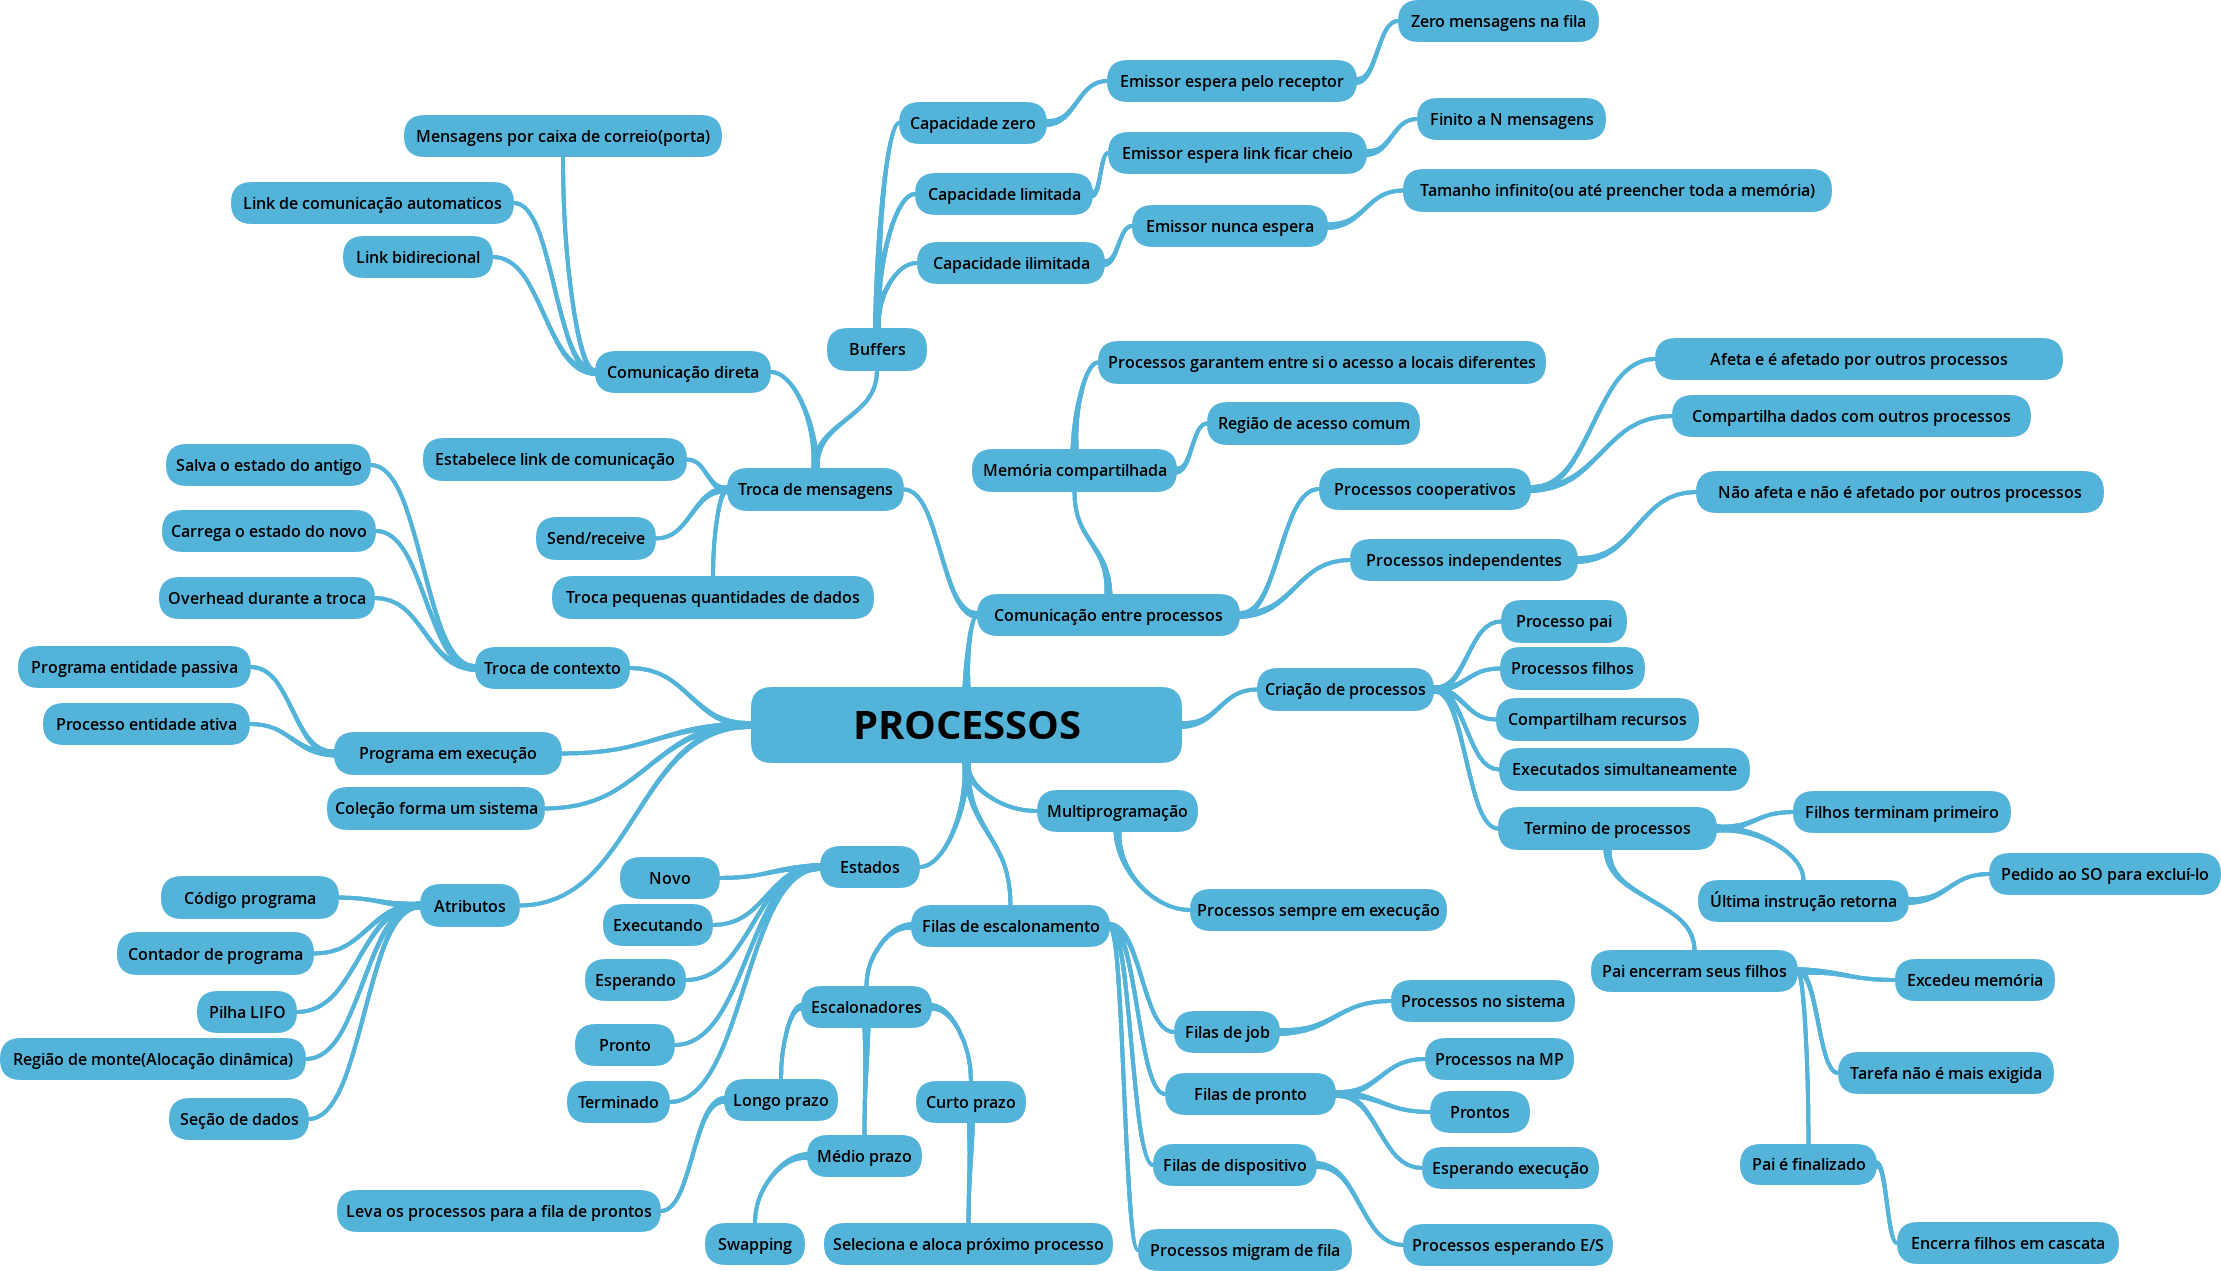 Zero mensagens na fila
Emissor espera pelo receptor
Capacidade zero
Finito a N mensagens
Mensagens por caixa de correio(porta)
Emissor espera link ficar cheio
Capacidade limitada
Tamanho infinito(ou até preencher toda a memória)
Link de comunicação automaticos
Emissor nunca espera
Link bidirecional
Capacidade ilimitada
Buffers
Comunicação direta
Processos garantem entre si o acesso a locais diferentes
Afeta e é afetado por outros processos
Região de acesso comum
Compartilha dados com outros processos
Salva o estado do antigo
Estabelece link de comunicação
Memória compartilhada
Troca de mensagens
Processos cooperativos
Não afeta e não é afetado por outros processos
Carrega o estado do novo
Send/receive
Processos independentes
Overhead durante a troca
Troca pequenas quantidades de dados
Comunicação entre processos
Processo pai
Programa entidade passiva
Troca de contexto
Processos filhos
Criação de processos
Processo entidade ativa
PROCESSOS
Compartilham recursos
Programa em execução
Executados simultaneamente
Coleção forma um sistema
Multiprogramação
Termino de processos
Filhos terminam primeiro
Estados
Novo
Pedido ao SO para excluí-lo
Código programa
Atributos
Última instrução retorna
Executando
Filas de escalonamento
Processos sempre em execução
Contador de programa
Esperando
Pai encerram seus filhos
Excedeu memória
Pilha LIFO
Escalonadores
Processos no sistema
Filas de job
Pronto
Região de monte(Alocação dinâmica)
Processos na MP
Tarefa não é mais exigida
Terminado
Longo prazo
Curto prazo
Filas de pronto
Prontos
Seção de dados
Médio prazo
Filas de dispositivo
Esperando execução
Pai é finalizado
Leva os processos para a fila de prontos
Swapping
Seleciona e aloca próximo processo
Processos migram de fila
Processos esperando E/S
Encerra filhos em cascata